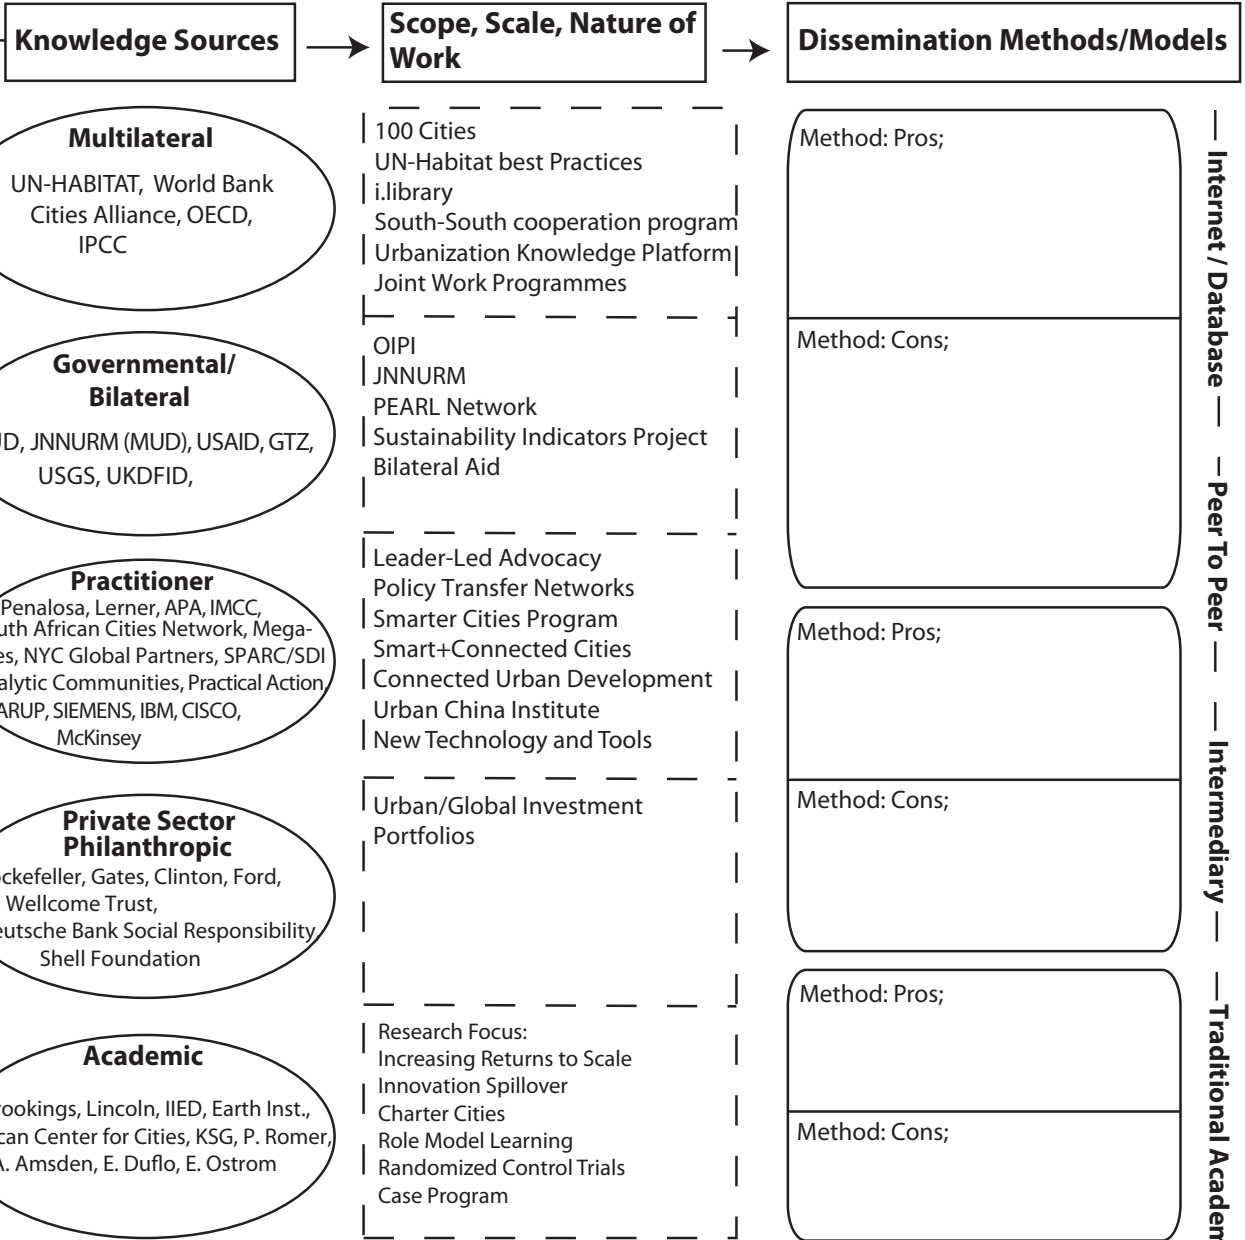 Knowledge Sources
Scope, Scale, Nature of
Work
Dissemination Methods/Models
Multilateral
UN-HABITAT, World Bank
Cities Alliance, OECD,
IPCC
100 Cities
UN-Habitat best Practices
i.library
South-South cooperation program
Urbanization Knowledge Platform
Joint Work Programmes
Governmental/
Bilateral
JNNURM (MUD), USAID, GTZ,
USGS, UKDFID,
OIPI
JNNURM
PEARL Network
Sustainability Indicators Project
Bilateral Aid
Practitioner
Penalosa, Lerner, APA, IMCC,
African Cities Network, Mega-
NYC Global Partners, SPARC/SDI
Communities, Practical Action,
ARUP, SIEMENS, IBM, CISCO,
McKinsey
Leader-Led Advocacy
Policy Transfer Networks
Smarter Cities Program
Smart+Connected Cities
Connected Urban Development
Urban China Institute
New Technology and Tools
Private Sector
Philanthropic
Gates, Clinton, Ford,
Wellcome Trust,
Bank Social Responsibility,
Shell Foundation
Urban/Global Investment
Portfolios
Academic
Lincoln, IIED, Earth Inst.,
Center for Cities, KSG, P. Romer,
A. Amsden, E. Duflo, E. Ostrom
Research Focus:
Increasing Returns to Scale
Innovation Spillover
Charter Cities
Role Model Learning
Randomized Control Trials
Case Program
Method: Pros;
Method: Cons;
Method: Pros;
Method: Cons;
Method: Pros;
Method: Cons;
Internet / Database
Peer To Peer
Intermediary
Traditional